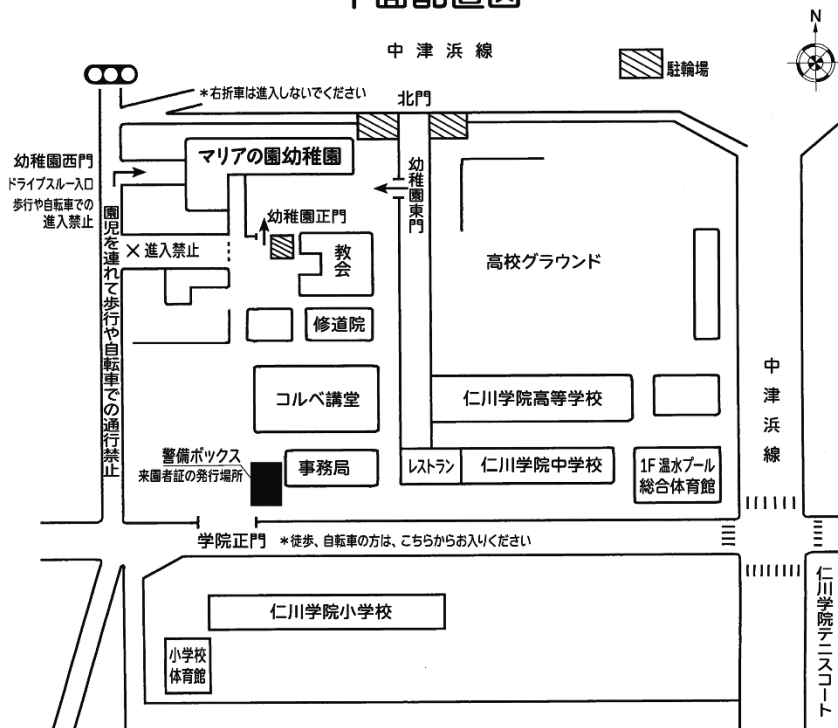 平面配置図
N
中津浜線
駐輪場
*右折車は進入しないでください
北門
幼稚園西門
ドライブスルー入口
歩行や自転車での
進入禁止
マリアの園幼稚園
幼稚園東門
幼稚園正門
×進入禁止
園児を連れて歩行や自転車での通行禁止
教会
高校グラウンド
修道院
中津浜線
コルベ講堂
仁川学院高等学校
警備ボックス
来園者証の発行場所
事務局
レストラン
仁川学院中学校
1F 温水プール
総合体育館
学院正門 *徒歩、自転車の方は、こちらからお入りください
仁川学院テニスコート
仁川学院小学校
小学校
体育館